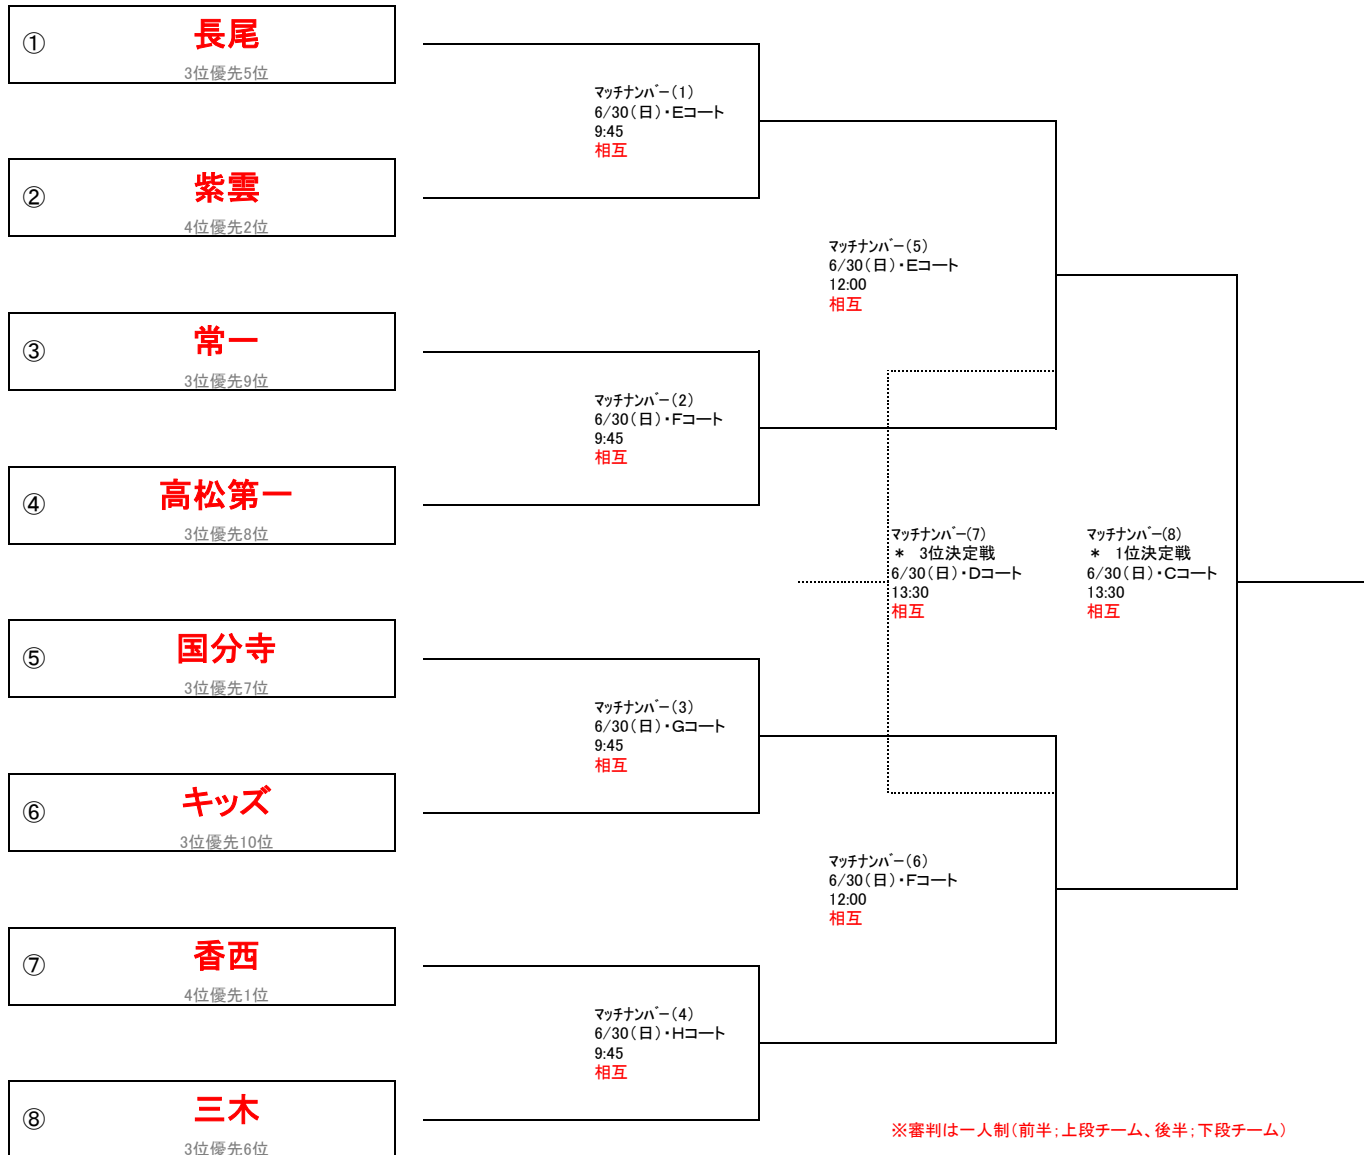 ①
長尾
3位優先5位
マッチナンバー(1)
6/30(日)・Eコート
9:45
相互
②
紫雲
4位優先2位
マッチナンバー(5)
6/30(日)・Eコート
12:00
相互
③
常一
3位優先9位
マッチナンバー(2)
6/30(日)・Fコート
9:45
相互
④
高松第一
3位優先8位
マッチナンバー(7)
* 3位決定戦
6/30(日)・Dコート
13:30
相互
マッチナンバー(8)
* 1位決定戦
6/30(日)・Cコート
13:30
相互
⑤
国分寺
3位優先7位
マッチナンバー(3)
6/30(日)・Gコート
9:45
相互
⑥
キッズ
3位優先10位
マッチナンバー(6)
6/30(日)・Fコート
12:00
相互
⑦
香西
4位優先1位
マッチナンバー(4)
6/30(日)・Hコート
9:45
相互
⑧
三木
3位優先6位
※審判は一人制(前半;上段チーム、後半;下段チーム)